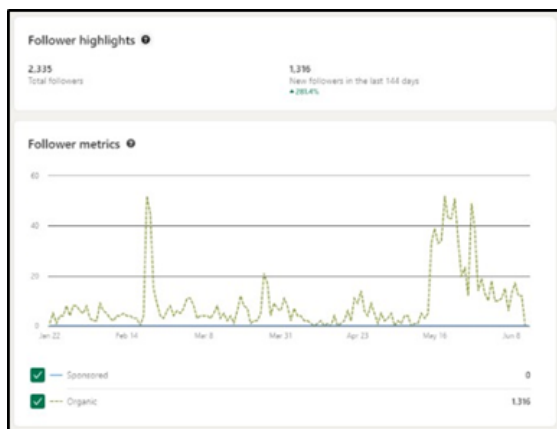 Follower highlights
2,335
Total followers
1,316
New followers in the last 144 days
▲281.4%
Follower metrics
60
40
20
0
Jan 22
Feb 14
Mar 8
Mar 31
Apr 23
May 16
Jun 8
Sponsored
0
Organic
1,316